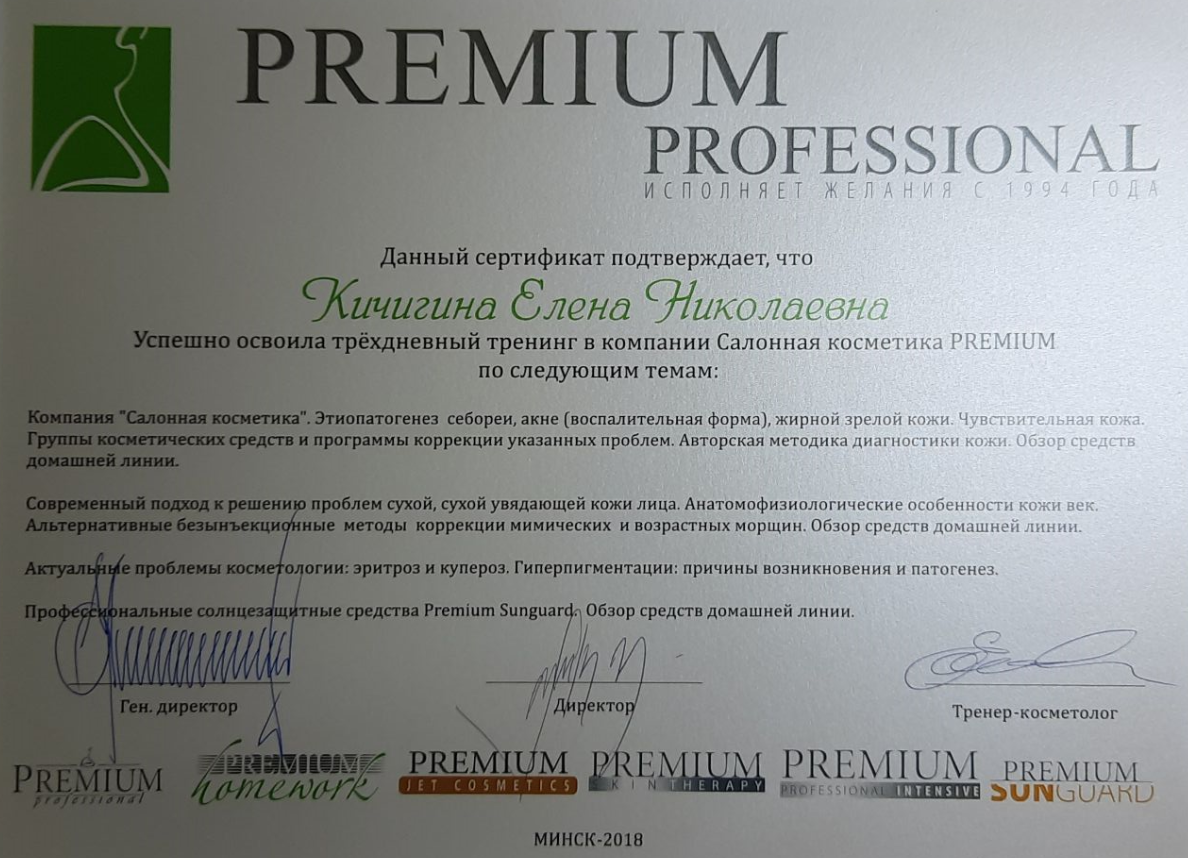 PREMIUM
PROFESSIONAL
ИСПОЛНЯЕТ ЖЕЛАНИЯ С 1994 ГОДА
Данный сертификат подтверждает, что
Кичигина Елена Николаевна
Успешно освоила трёхдневный тренинг в компании Салонная косметика PREMIUM
по следующим темам:
Компания "Салонная косметика". Этиопатогенез себореи, акне (воспалительная форма), жирной зрелой кожи. Чувствительная кожа.
Группы косметических средств и программы коррекции указанных проблем. Авторская методика диагностики кожи. Обзор средств
домашней линии.
Современный подход к решению проблем сухой, сухой увядающей кожи лица. Анатомофизиологические особенности кожи век.
Альтернативные безынъекционные методы коррекции мимических и возрастных морщин. Обзор средств домашней линии.
Актуальные проблемы косметологии: эритроз и купероз. Гиперпигментации: причины возникновения и патогенез.
Профессиональные солнцезащитные средства Premium Sunguard. Обзор средств домашней линии.
Ген. директор
Директор
Тренер-косметолог
PREMIUM professional
PREMIUM homework
PREMIUM JET COSMETICS
PREMIUM SKIN THERAPY
PREMIUM PROFESSIONAL INTENSIVE
PREMIUM SUNGUARD
МИНСК-2018